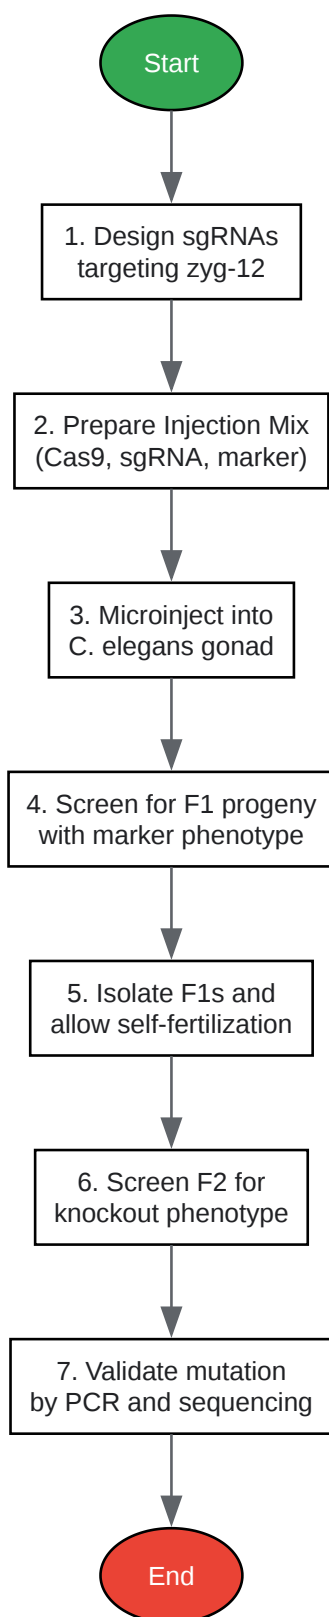 Start
1. Design sgRNAs
targeting zyg-12
2. Prepare Injection Mix
(Cas9, sgRNA, marker)
3. Microinject into
C. elegans gonad
4. Screen for F1 progeny
with marker phenotype
5. Isolate F1s and
allow self-fertilization
6. Screen F2 for
knockout phenotype
7. Validate mutation
by PCR and sequencing
End